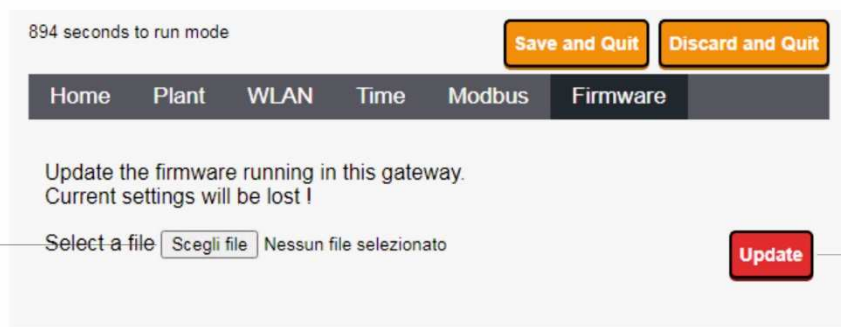 894 seconds to run mode
Save and Quit Discard and Quit
Home Plant WLAN Time Modbus Firmware
Update the firmware running in this gateway.
Current settings will be lost !
Select a file Scegli file Nessun file selezionato
Update